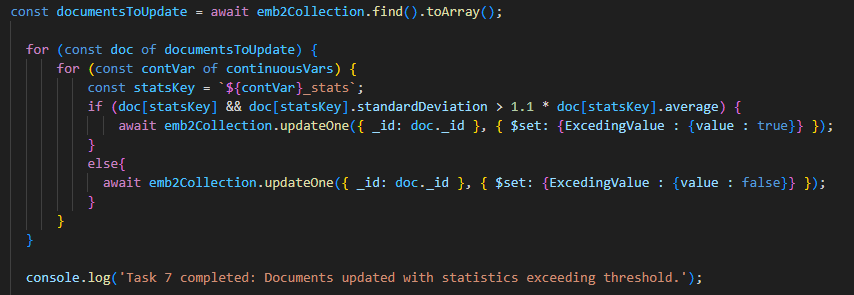 const documentsToUpdate = await emb2Collection.find().toArray();
for (const doc of documentsToUpdate) {
for (const contVar of continuousVars) {
const statsKey = `${contVar}_stats`;
if (doc[statsKey] && doc[statsKey].standardDeviation > 1.1 * doc[statsKey].average) {
await emb2Collection.updateOne({ _id: doc._id }, { $set: {ExcedingValue : {value : true}} });
}
else{
await emb2Collection.updateOne({ _id: doc._id }, { $set: {ExcedingValue : {value : false}} });
}
}
}
console.log('Task 7 completed: Documents updated with statistics exceeding threshold.');